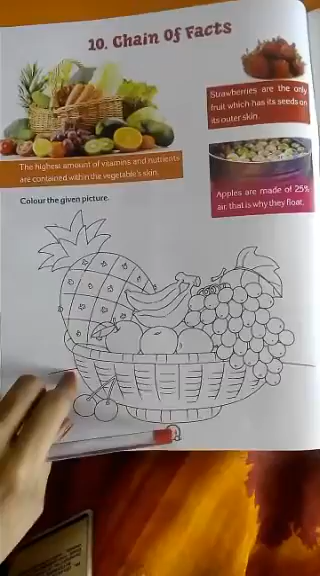 10. Chain Of Facts
Strawberries are the only
fruit which has its seeds on
its outer skin.
The highest amount of vitamins and nutrients
are contained within the vegetable's skin.
Apples are made of 25%
air, that is why they float.
Colour the given picture.